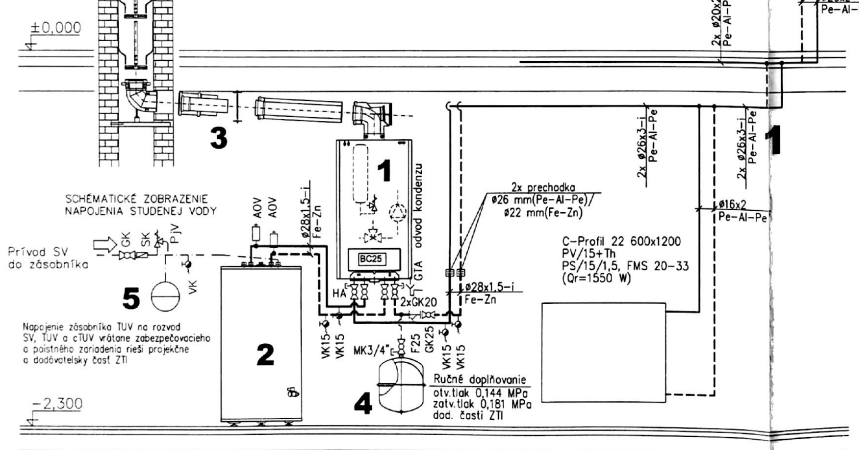 ±0,000
2x ø20x2
Pe-Al-P
Pe-Al-
3
1
SCHÉMATICKÉ ZOBRAZENIE
NAPOJENIA STUDENEJ VODY
GK
SK
PjV
AOV
AOV
ø28x1,5-i
Fe-Zn
odvod kondenzu
GTA
2x prechodka
ø26 mm(Pe-Al-Pe)/
ø22 mm(Fe-Zn)
2x ø26x3-i
Pe-Al-Pe
2x ø26x3-i
Pe-Al-Pe
1
ø16x2
Pe-Al-Pe
Prívod SV
do zásobníka
VK
5
BC25
HA
2xGK20
ø28x1.5-i
Fe-Zn
C-Profil 22 600x1200
PV/15+Th
PS/15/1,5, FMS 20-33
(Qr=1550 W)
Napojenie zásobníka TUV na rozvod
SV, TUV a cTUV vrátane zabezpečovacieho
a poistného zariadenia rieši projekčne
a dodávatelsky časť ZTI
2
VK15
VK15
MK3/4"
F25
GK25
VK15
VK15
4
Ručné doplňovanie
otv.tlak 0,144 MPa
zatv.tlak 0,181 MPa
dod. časti ZTI
-2,300